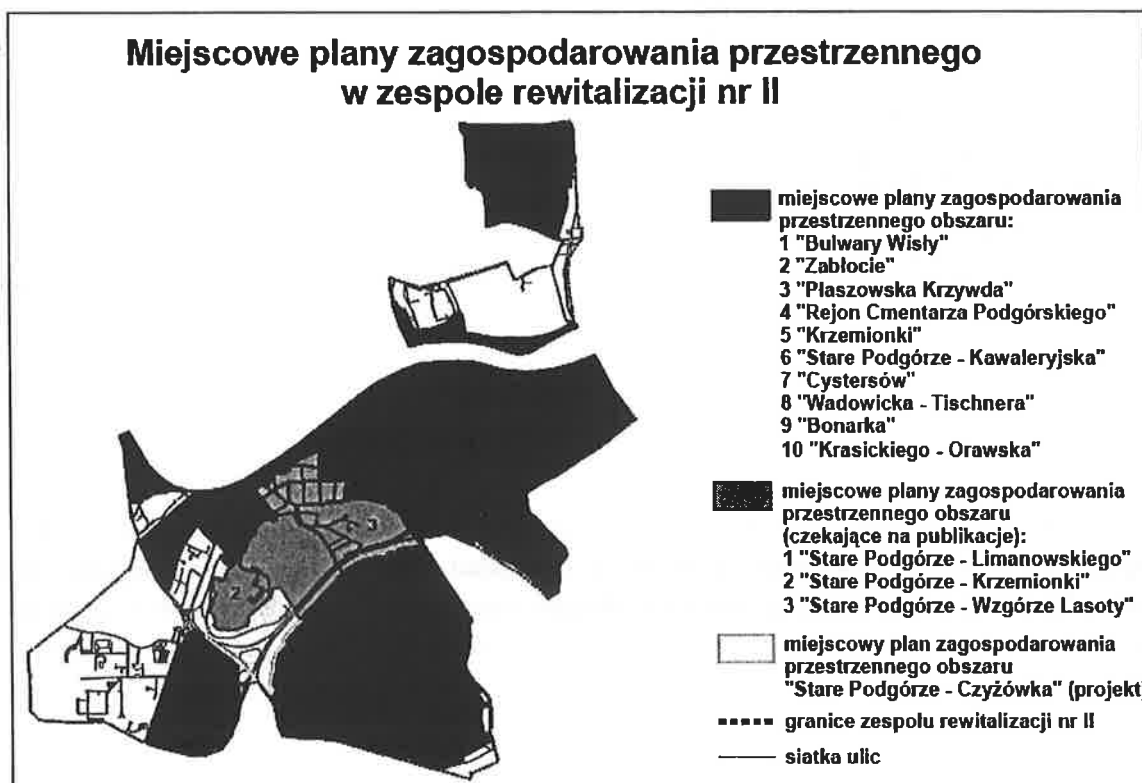 Miejscowe plany zagospodarowania przestrzennego
w zespole rewitalizacji nr II
miejscowe plany zagospodarowania
przestrzennego obszaru:
1 "Bulwary Wisły"
2 "Zabłocie"
3 "Płaszowska Krzywda"
4 "Rejon Cmentarza Podgórskiego"
5 "Krzemionki"
6 "Stare Podgórze - Kawaleryjska"
7 "Cystersów"
8 "Wadowicka - Tischnera"
9 "Bonarka"
10 "Krasickiego - Orawska"
miejscowe plany zagospodarowania
przestrzennego obszaru
(czekające na publikacje):
1 "Stare Podgórze - Limanowskiego"
2 "Stare Podgórze - Krzemionki"
3 "Stare Podgórze - Wzgórze Lasoty"
miejscowy plan zagospodarowania
przestrzennego obszaru
"Stare Podgórze - Czyżówka" (projekt)
granice zespołu rewitalizacji nr II
siatka ulic
3
2